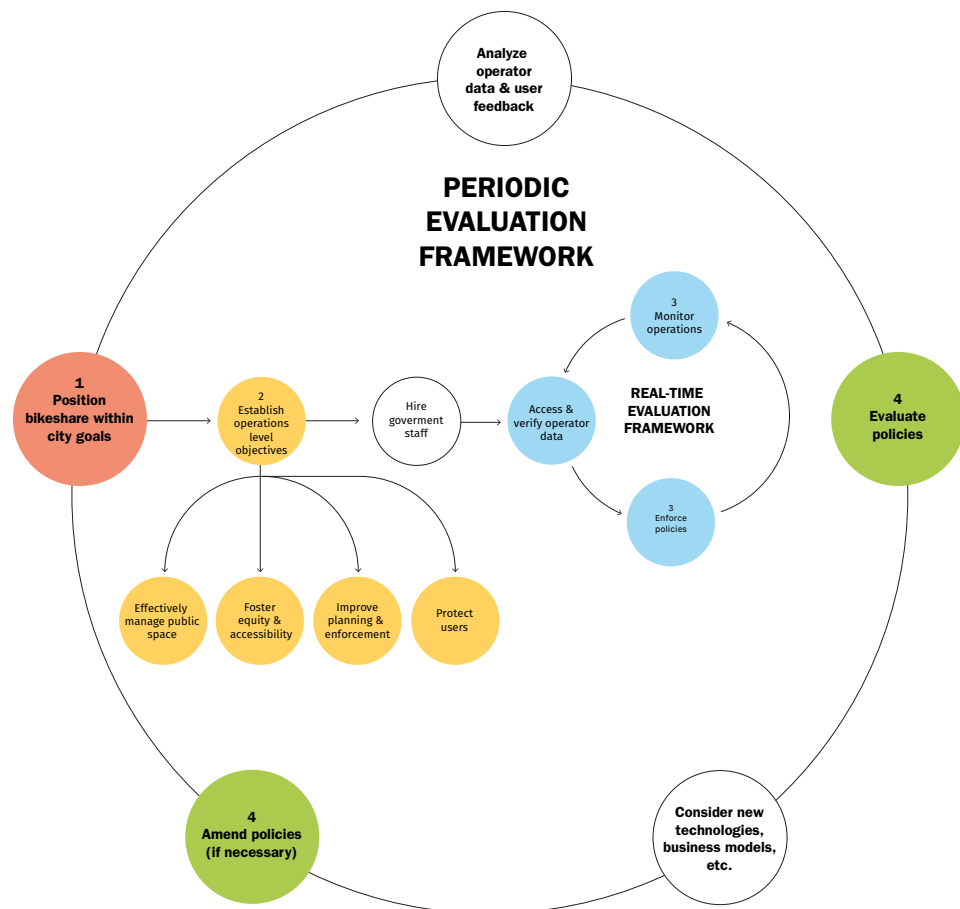 Analyze
operator
data & user
feedback
PERIODIC
EVALUATION
FRAMEWORK
3
Monitor
operations
1
Position
bikeshare within
city goals
2
Establish
operations
level
objectives
Hire
goverment
staff
Access &
verify operator
data
REAL-TIME
EVALUATION
FRAMEWORK
4
Evaluate
policies
3
Enforce
policies
Effectively
manage public
space
Foster
equity &
accessibility
Improve
planning &
enforcement
Protect
users
4
Amend policies
(if necessary)
Consider new
technologies,
business models,
etc.